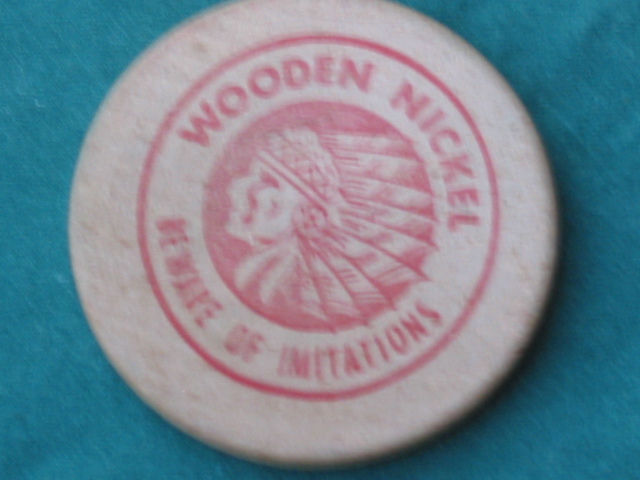 WOODEN NICKEL
BEWARE OF IMITATIONS